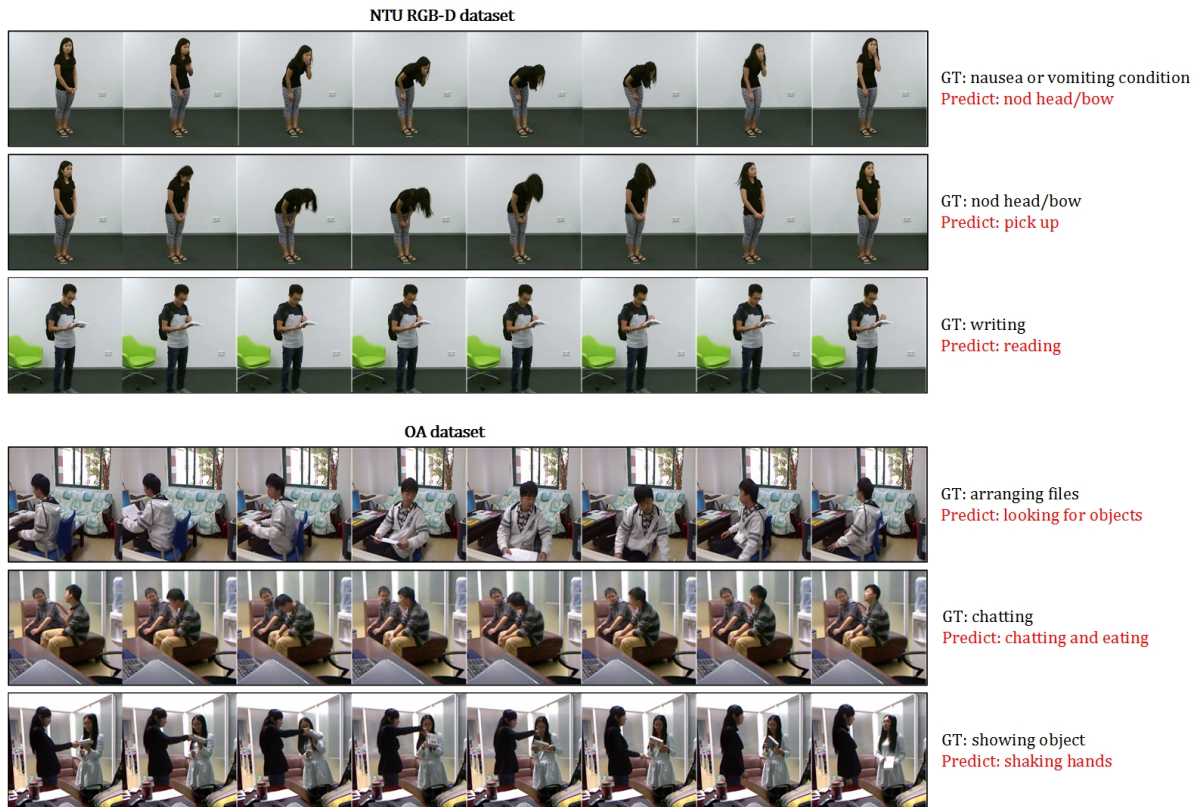 NTU RGB-D dataset
GT: nausea or vomiting condition
Predict: nod head/bow
GT: nod head/bow
Predict: pick up
GT: writing
Predict: reading
OA dataset
GT: arranging files
Predict: looking for objects
GT: chatting
Predict: chatting and eating
GT: showing object
Predict: shaking hands